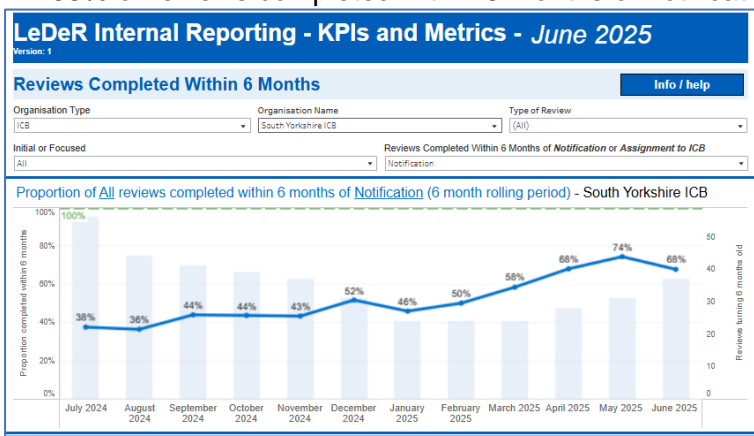 LeDeR Internal Reporting - KPIs and Metrics - June 2025
Version: 1
Reviews Completed Within 6 Months
Info / help
Organisation Type
Organisation Name
Type of Review
ICB
South Yorkshire ICB
(All)
Initial or Focused
Reviews Completed Within 6 Months of Notification or Assignment to ICB
All
Notification
Proportion of All reviews completed within 6 months of Notification (6 month rolling period) - South Yorkshire ICB
Proportion completed within 6 months
100%
80%
60%
40%
20%
0%
100%
38%
36%
44%
44%
43%
52%
46%
50%
58%
68%
74%
68%
50
40
30
20
10
0
Reviews turning 6 months old
July 2024
August 2024
September 2024
October 2024
November 2024
December 2024
January 2025
February 2025
March 2025
April 2025
May 2025
June 2025